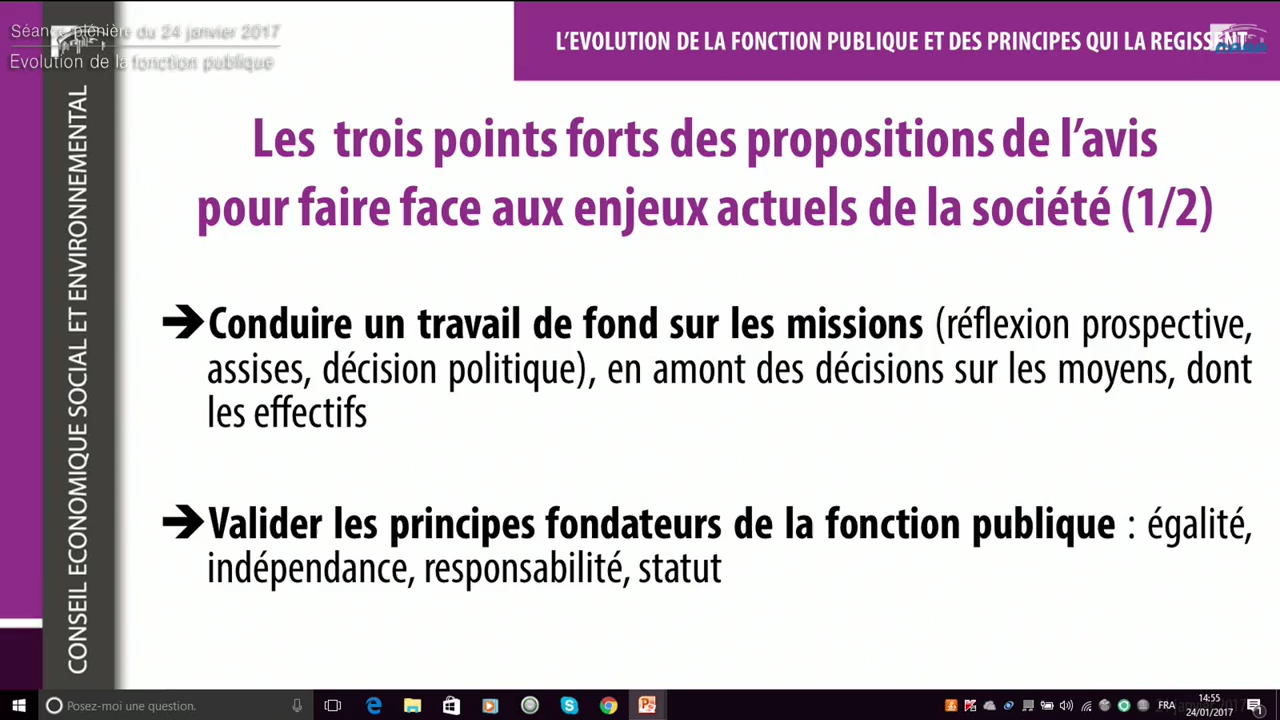 Séance plénière du 24 janvier 2017
Evolution de la fonction publique
L'EVOLUTION DE LA FONCTION PUBLIQUE ET DES PRINCIPES QUI LA REGISSENT
CONSEIL ECONOMIQUE SOCIAL ET ENVIRONNEMENTAL
Les trois points forts des propositions de l'avis
pour faire face aux enjeux actuels de la société (1/2)
➔Conduire un travail de fond sur les missions (réflexion prospective,
assises, décision politique), en amont des décisions sur les moyens, dont
les effectifs
➔Valider les principes fondateurs de la fonction publique : égalité,
indépendance, responsabilité, statut
Posez-moi une question.
FRA
14:55
24/01/2017
1